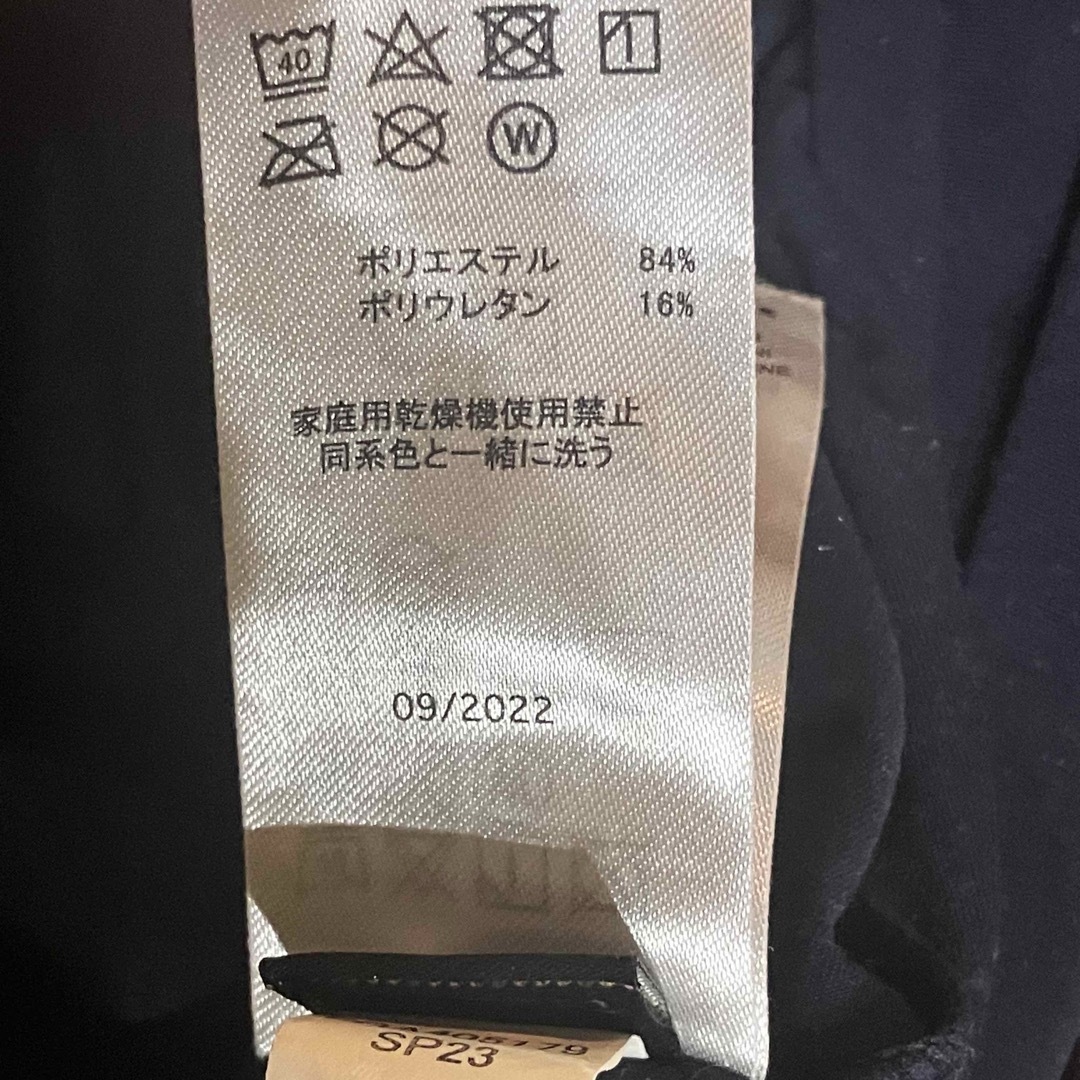 40
W
ポリエステル 84%
ポリウレタン 16%
家庭用乾燥機使用禁止
同系色と一緒に洗う
09/2022
SP23